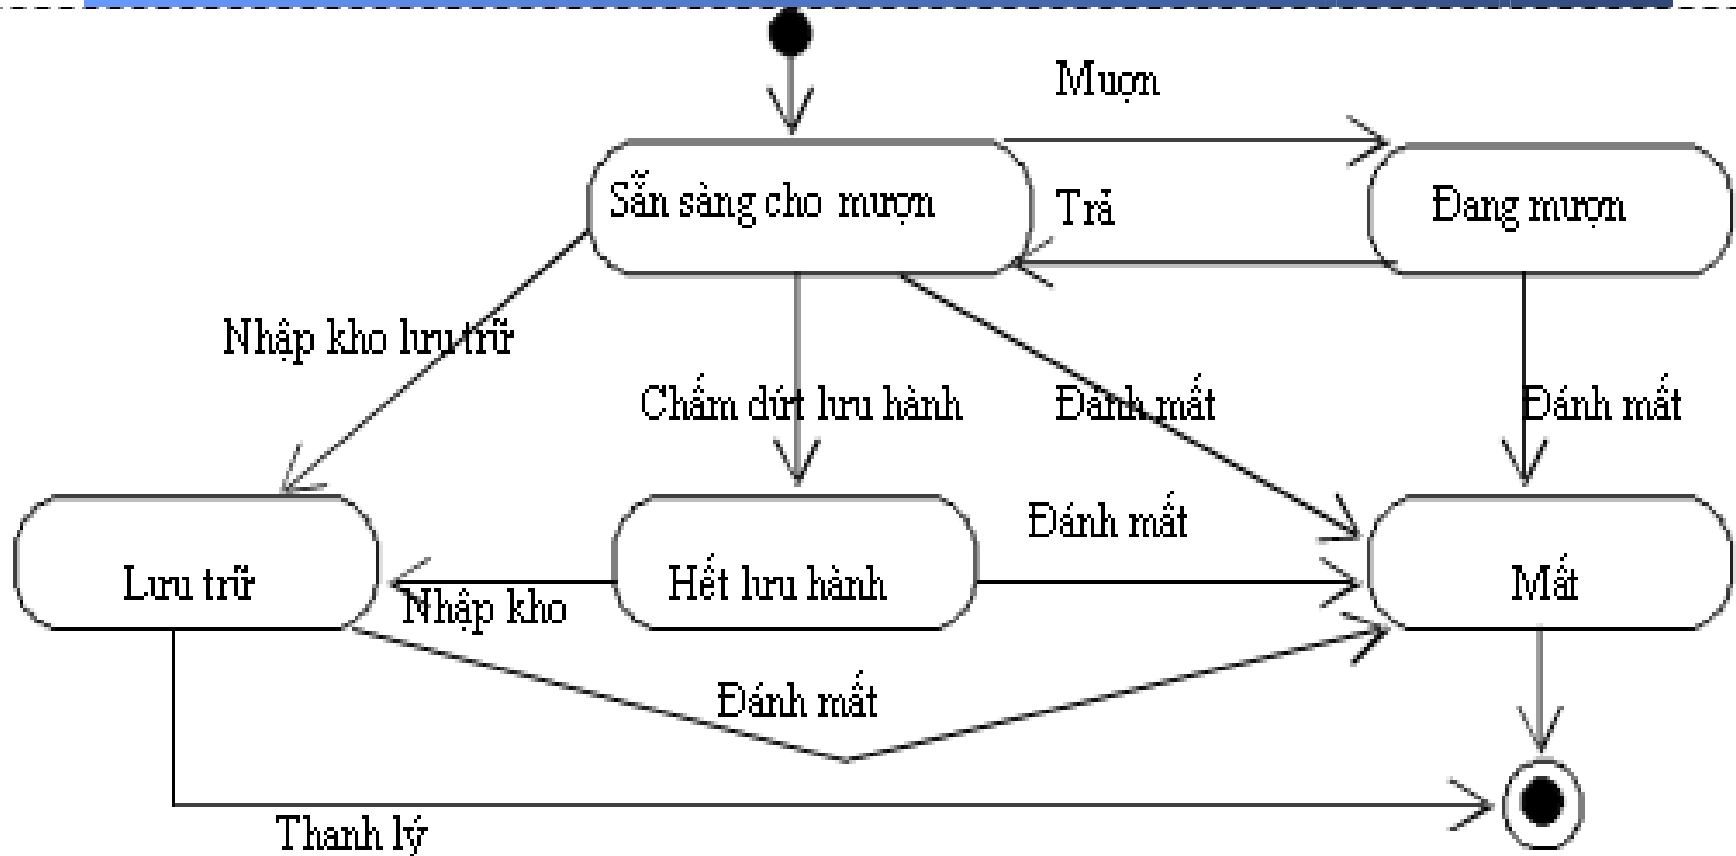 Muợn
Sẵn sàng cho mượn
Trả
Đang mượn
Nhập kho lưu trữ
Chấm dứt lưu hành
Đánh mất
Đánh mất
Đánh mất
Lưu trữ
Nhập kho
Hết lưu hành
Mất
Đánh mất
Thanh lý